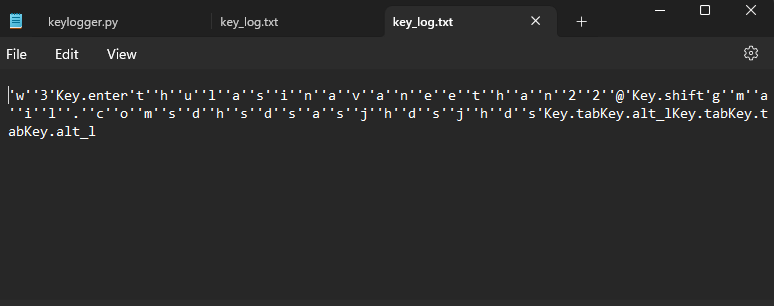 keylogger.py key_log.txt key_log.txt
File Edit View
'w''3'Key.enter't''h''u''l''a''s''i''n''a''v''a''n''e''e''t''h''a''n''2''2''@'Key.shift'g''m''a
''i''l''.''c''o''m''s''d''h''s''d''s''a''s''j''h''d''s''j''h''d''s'Key.tabKey.alt_lKey.tabKey.t
abKey.alt_l